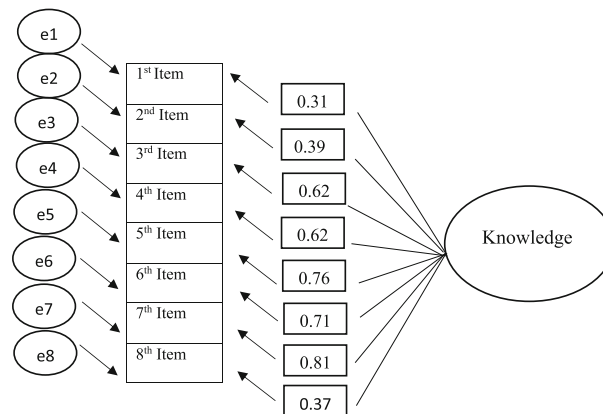 e1
e2
e3
e4
e5
e6
e7
e8
1st Item
2nd Item
3rd Item
4th Item
5th Item
6th Item
7th Item
8th Item
0.31
0.39
0.62
0.62
0.76
0.71
0.81
0.37
Knowledge